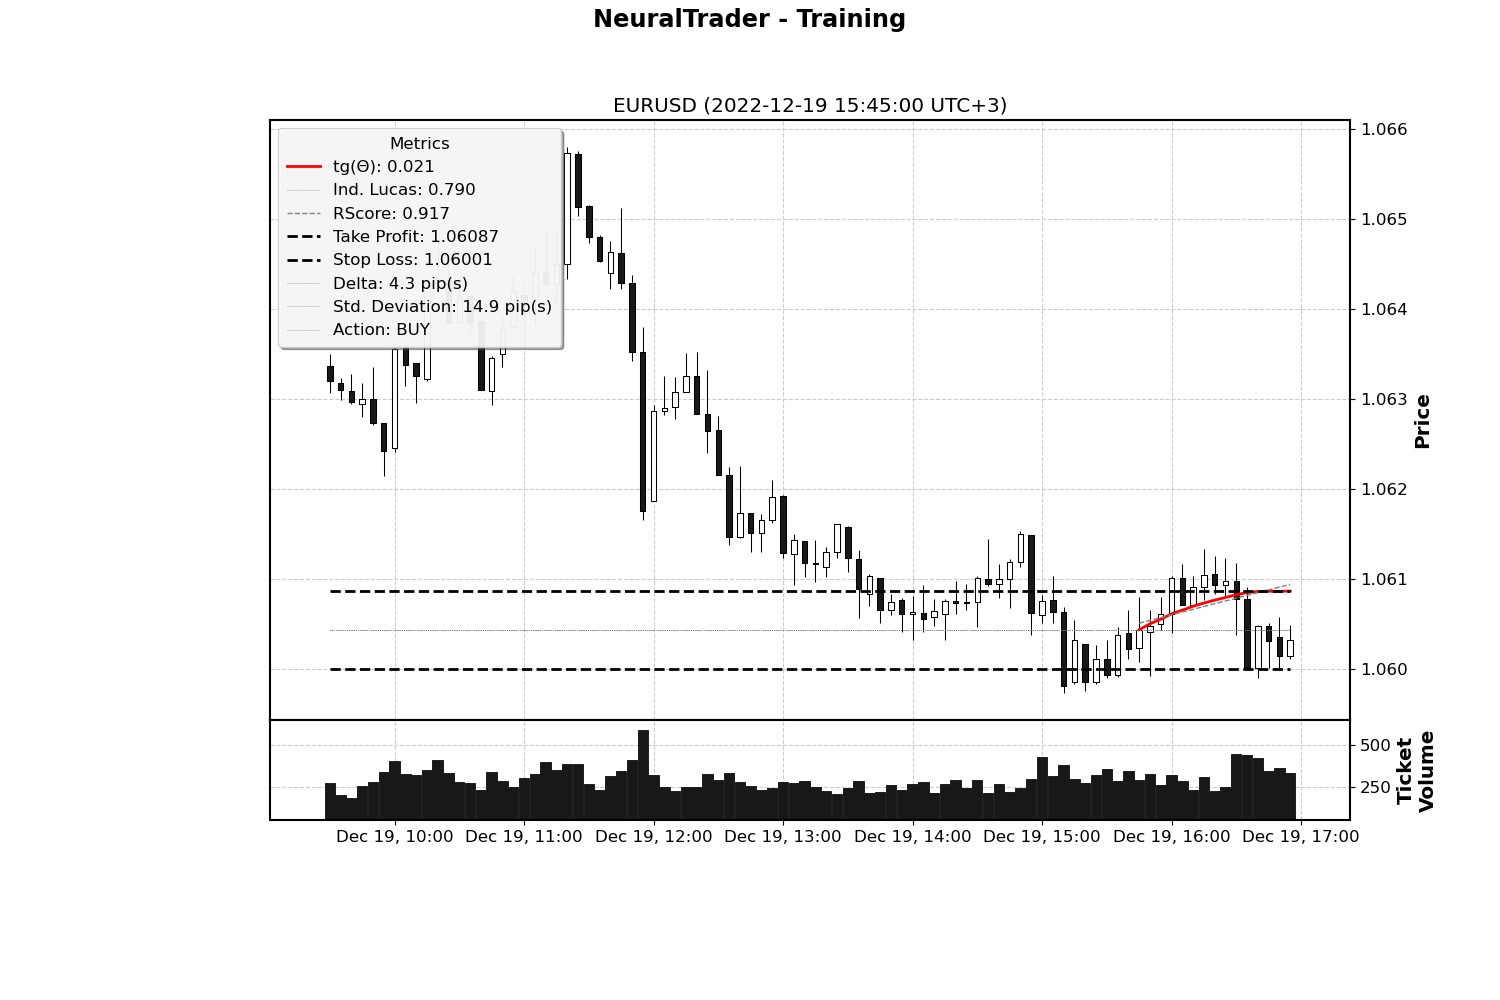 NeuralTrader - Training
EURUSD (2022-12-19 15:45:00 UTC+3)
Metrics
tg(Θ): 0.021
Ind. Lucas: 0.790
RScore: 0.917
Take Profit: 1.06087
Stop Loss: 1.06001
Delta: 4.3 pip(s)
Std. Deviation: 14.9 pip(s)
Action: BUY
1.066
1.065
1.064
1.063
1.062
1.061
1.060
Price
500
250
Ticket
Volume
Dec 19, 10:00
Dec 19, 11:00
Dec 19, 12:00
Dec 19, 13:00
Dec 19, 14:00
Dec 19, 15:00
Dec 19, 16:00
Dec 19, 17:00